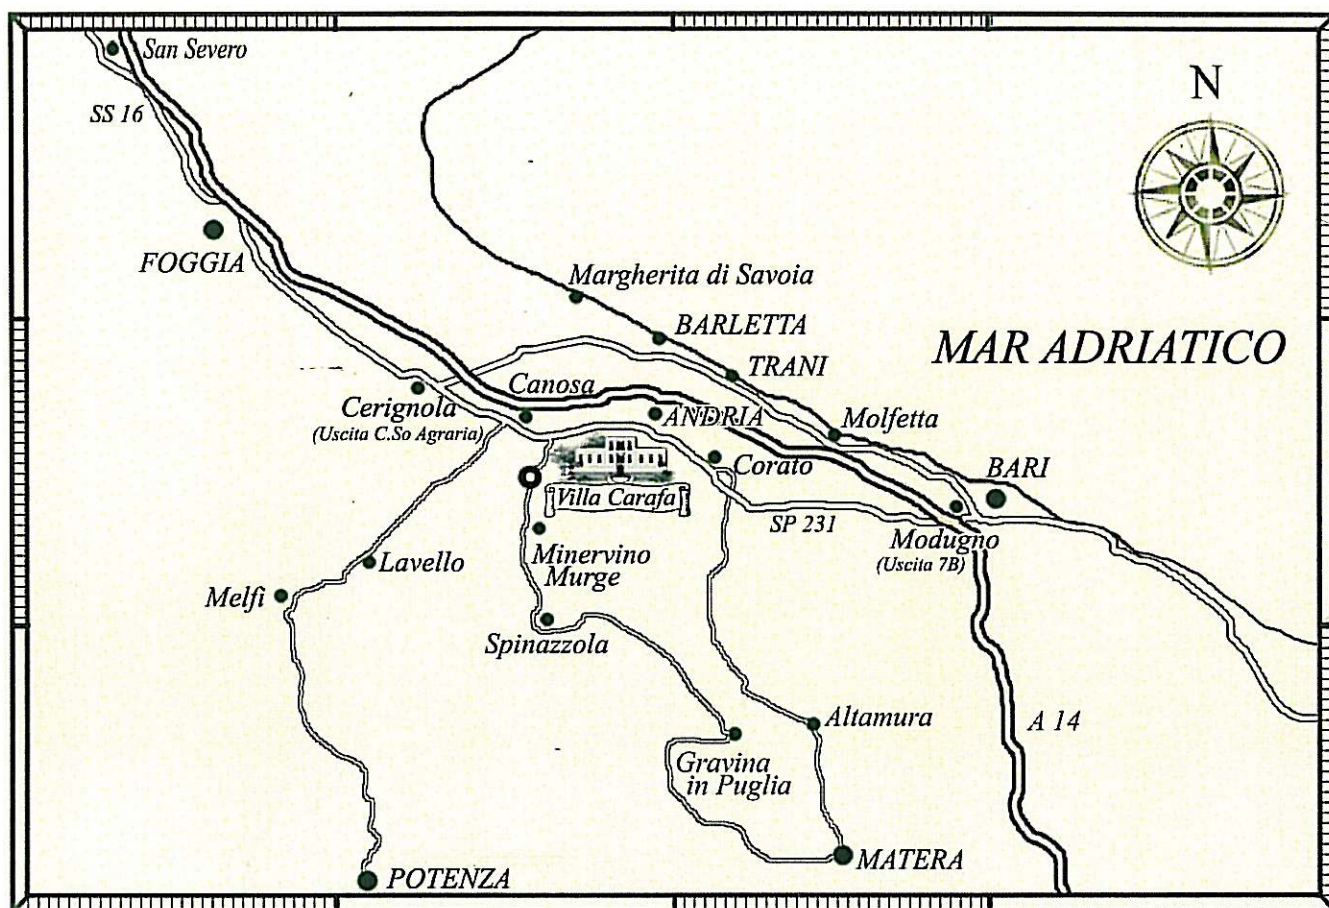 San Severo
N
SS 16
FOGGIA
Margherita di Savoia
BARLETTA
MAR ADRIATICO
TRANI
Canosa
Cerignola
(Uscita C.So Agraria)
ANDRIA
Molfetta
Corato
BARI
Villa Carafa
SP 231
Modugno
(Uscita 7B)
Minervino
Murge
Lavello
Melfi
Spinazzola
Altamura
A 14
Gravina
in Puglia
MATERA
POTENZA